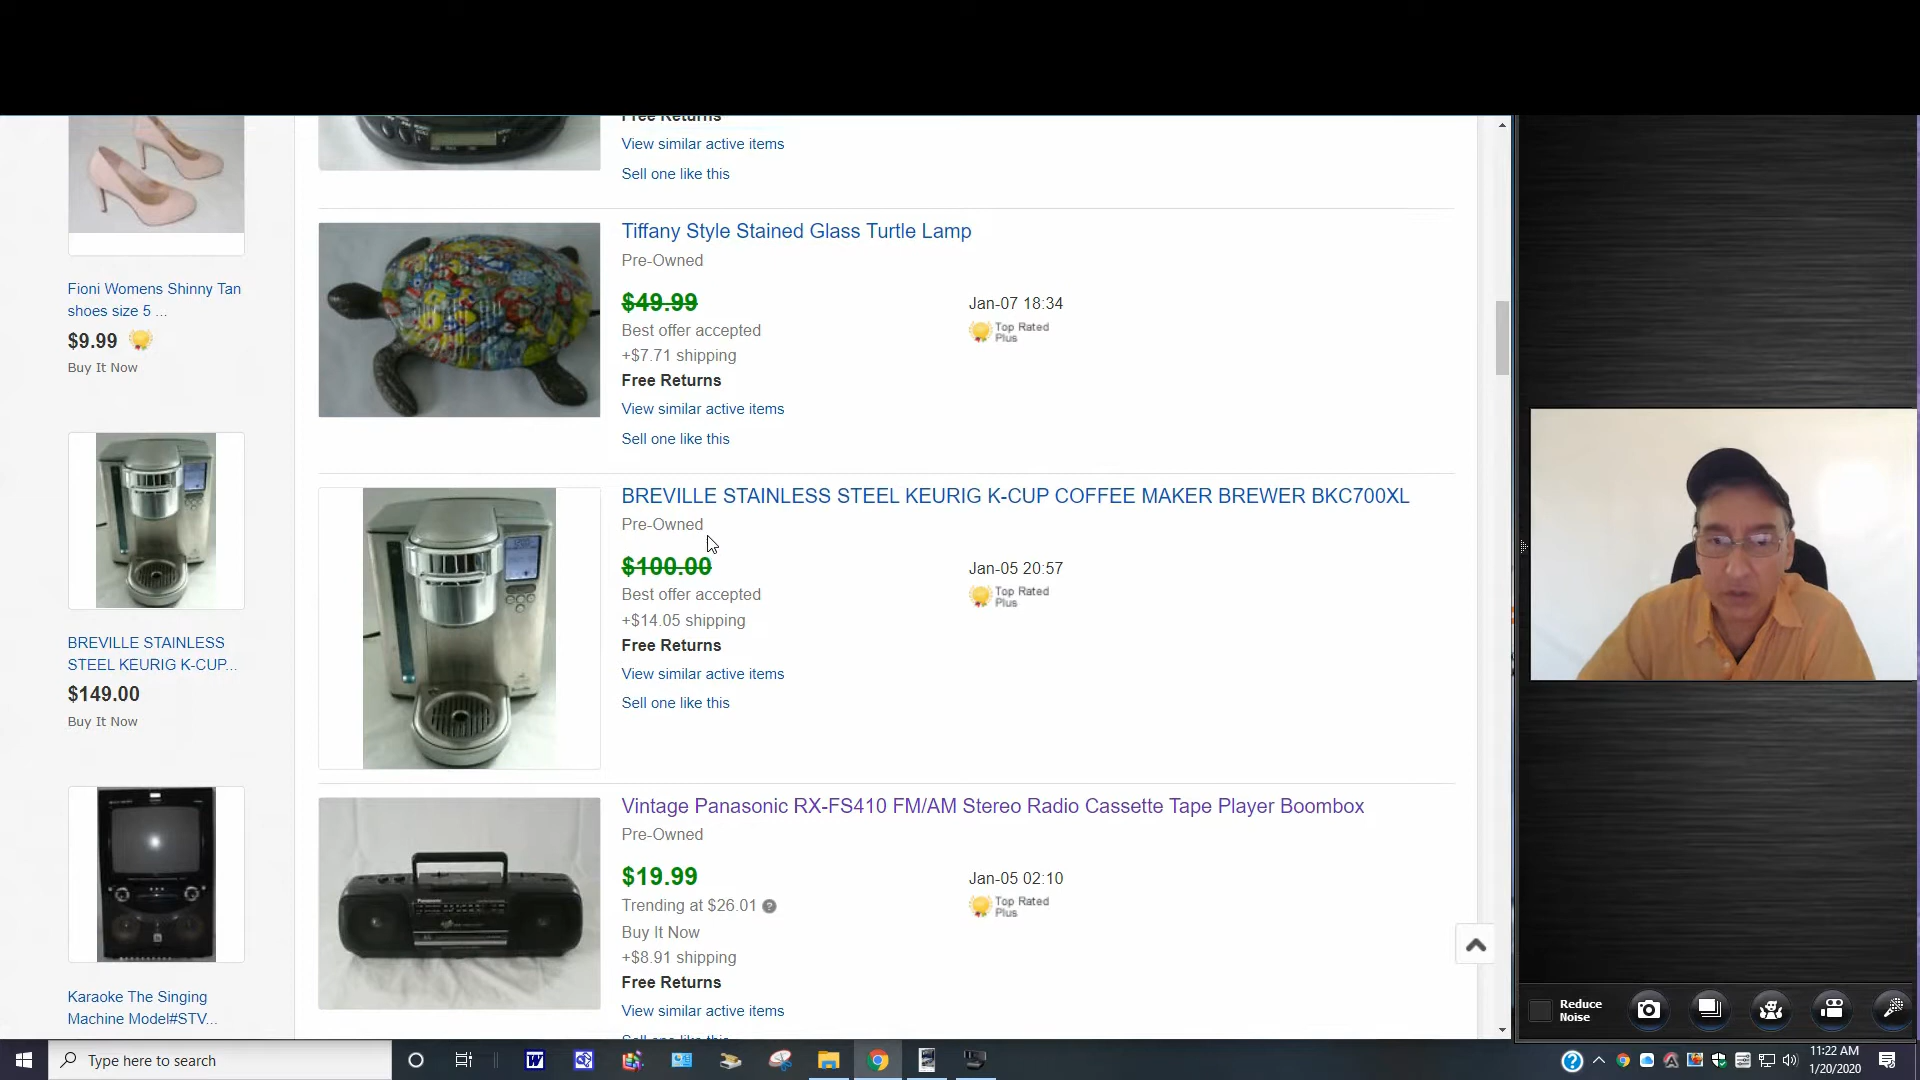 Free Returns
View similar active items
Sell one like this
Fioni Womens Shinny Tan
shoes size 5 ...
$9.99
Buy It Now
BREVILLE STAINLESS
STEEL KEURIG K-CUP...
$149.00
Buy It Now
Karaoke The Singing
Machine Model#STV...
Tiffany Style Stained Glass Turtle Lamp
Pre-Owned
$49.99
Jan-07 18:34
Best offer accepted
Top Rated
Plus
+$7.71 shipping
Free Returns
View similar active items
Sell one like this
BREVILLE STAINLESS STEEL KEURIG K-CUP COFFEE MAKER BREWER BKC700XL
Pre-Owned
$100.00
Jan-05 20:57
Best offer accepted
Top Rated
Plus
+$14.05 shipping
Free Returns
View similar active items
Sell one like this
Vintage Panasonic RX-FS410 FM/AM Stereo Radio Cassette Tape Player Boombox
Pre-Owned
$19.99
Jan-05 02:10
Trending at $26.01
Top Rated
Plus
Buy It Now
+$8.91 shipping
Free Returns
View similar active items
Sell one like this
Reduce
Noise
Type here to search
11:22 AM
1/20/2020